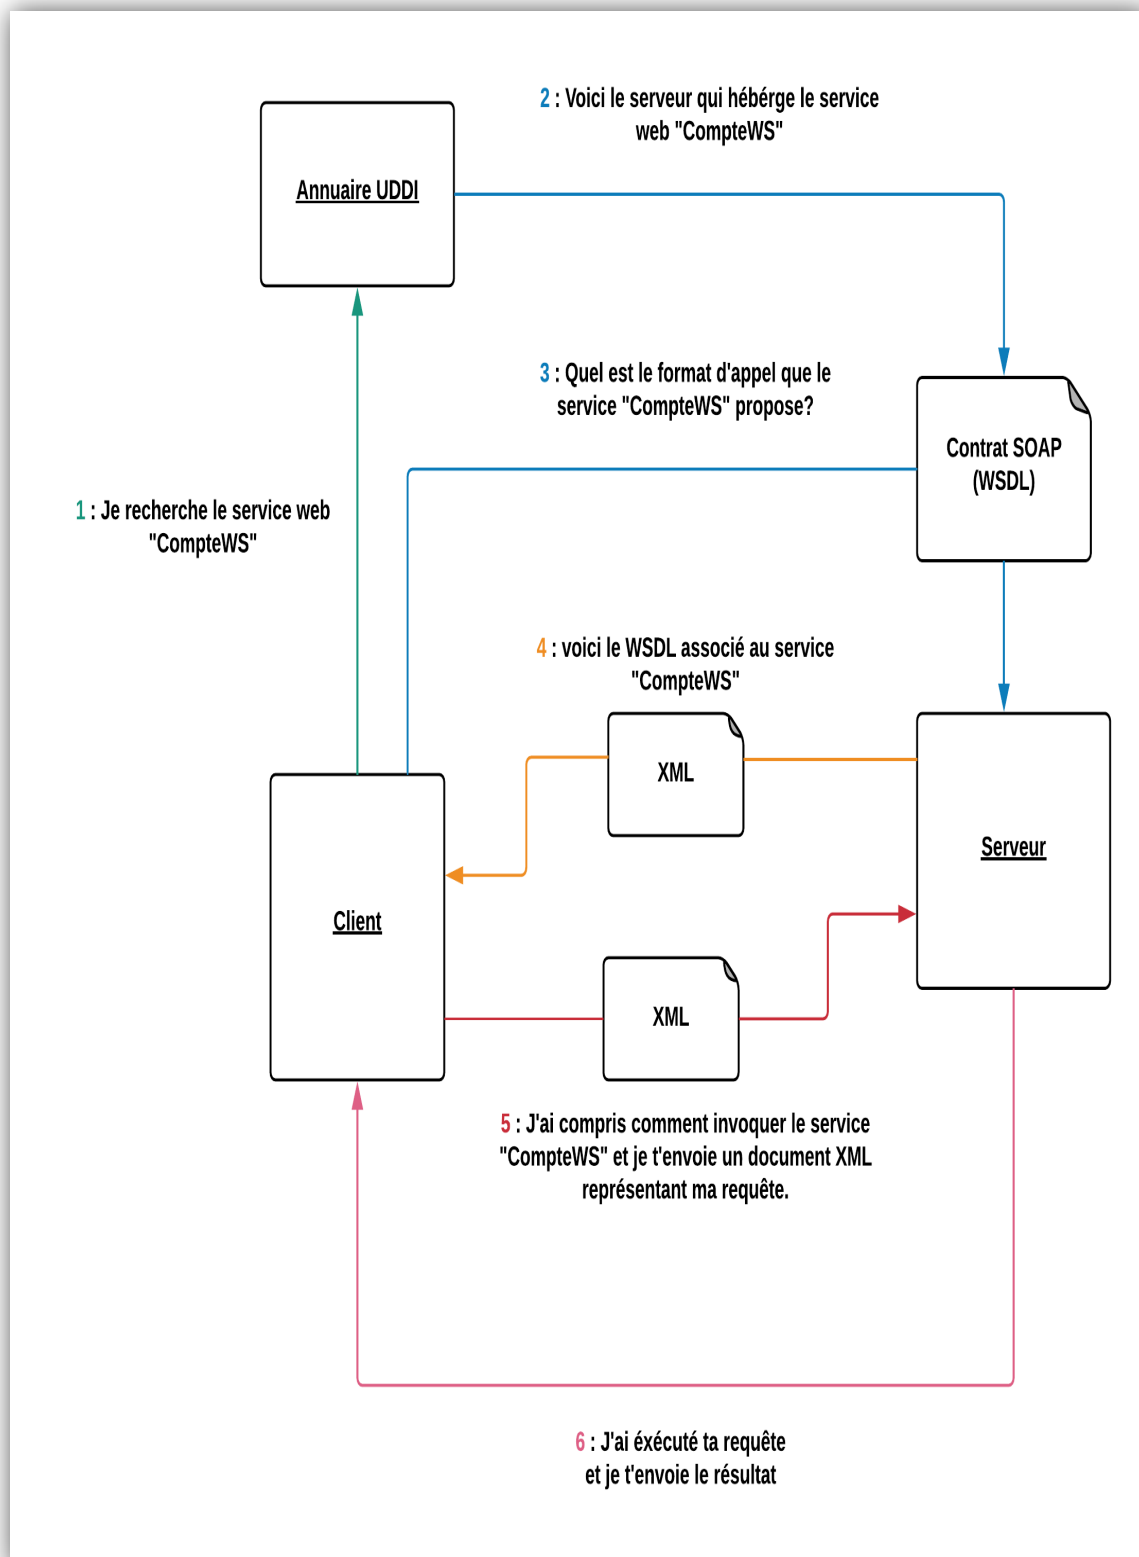 2 : Voici le serveur qui hébérge le service
web "CompteWS"
Annuaire UDDI
3 : Quel est le format d'appel que le
service "CompteWS" propose?
Contrat SOAP
(WSDL)
1 : Je recherche le service web
"CompteWS"
4 : voici le WSDL associé au service
"CompteWS"
XML
Serveur
Client
XML
5 : J'ai compris comment invoquer le service
"CompteWS" et je t'envoie un document XML
représentant ma requête.
6 : J'ai éxécuté ta requête
et je t'envoie le résultat